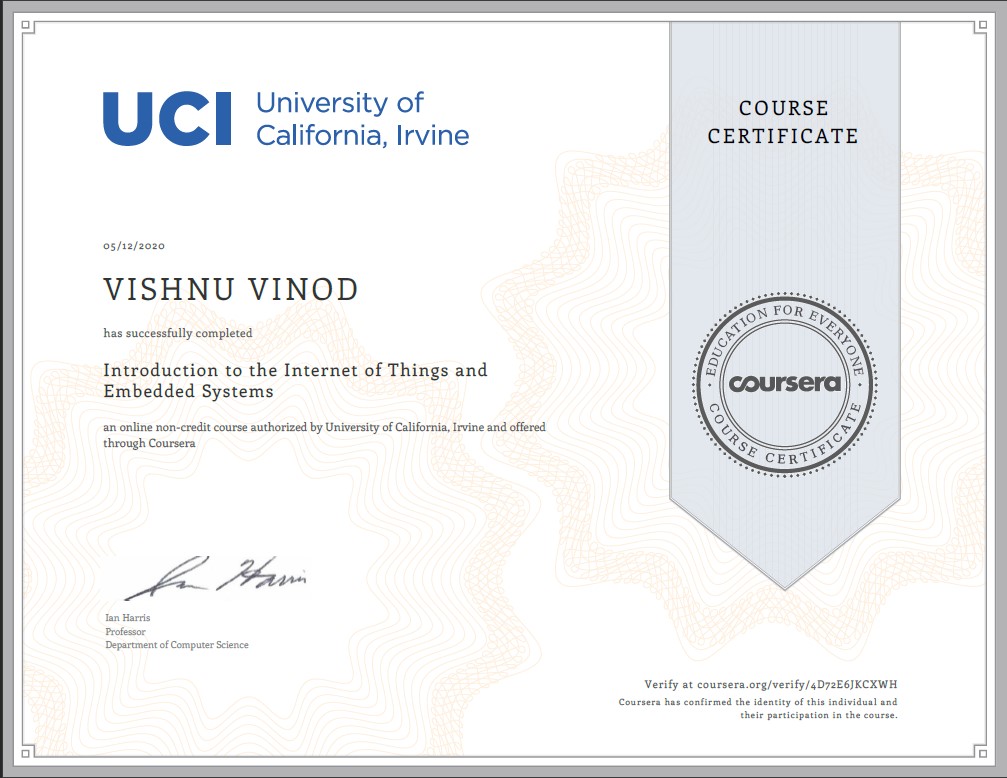 UCI University of
California, Irvine
COURSE
CERTIFICATE
05/12/2020
VISHNU VINOD
has successfully completed
Introduction to the Internet of Things and
Embedded Systems
an online non-credit course authorized by University of California, Irvine and offered
through Coursera
EDUCATION FOR EVERYONE
coursera
COURSE CERTIFICATE
Ian Harris
Ian Harris
Professor
Department of Computer Science
Verify at coursera.org/verify/4D72E6JKCXWH
Coursera has confirmed the identity of this individual and
their participation in the course.